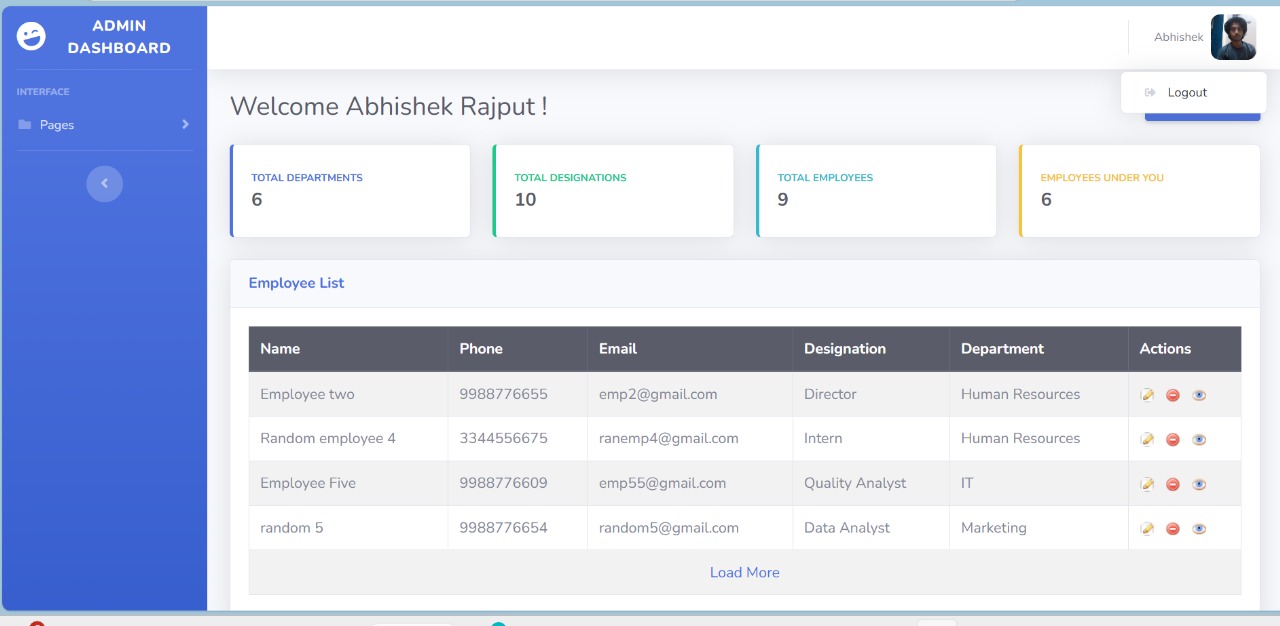 ADMIN
DASHBOARD
Abhishek
INTERFACE
Pages
Logout
Welcome Abhishek Rajput !
TOTAL DEPARTMENTS
6
TOTAL DESIGNATIONS
10
TOTAL EMPLOYEES
9
EMPLOYEES UNDER YOU
6
Employee List
Name Phone Email Designation Department Actions
Employee two 9988776655 emp2@gmail.com Director Human Resources
Random employee 4 3344556675 ranemp4@gmail.com Intern Human Resources
Employee Five 9988776609 emp55@gmail.com Quality Analyst IT
random 5 9988776654 random5@gmail.com Data Analyst Marketing
Load More